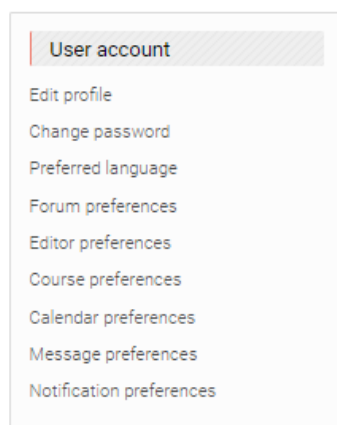 User account
Edit profile
Change password
Preferred language
Forum preferences
Editor preferences
Course preferences
Calendar preferences
Message preferences
Notification preferences